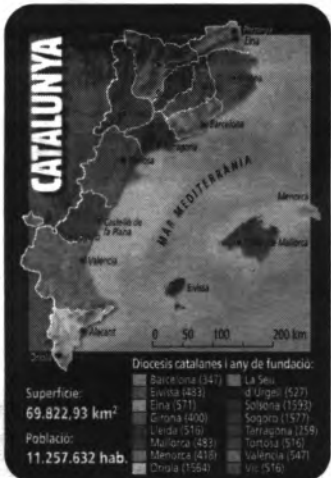 CATALUNYA
Elna
Girona
Barcelona
Tarragona
Tortosa
MAR MEDITERRÀNIA
Menorca
Castelló de
la Plana
Mallorca
València
Eivissa
Alacant
0 50 100 200 km
Oriola
Diòcesis catalanes i any de fundació:
Superfície:
69.822,93 km²
Població:
11.257.632 hab.
Barcelona (347)
Eivissa (483)
Elna (571)
Girona (400)
Lleida (516)
Mallorca (483)
Menorca (418)
Oriola (1564)
La Seu
d'Urgell (527)
Solsona (1593)
Sogorb (1577)
Tarragona (259)
Tortosa (516)
València (547)
Vic (516)